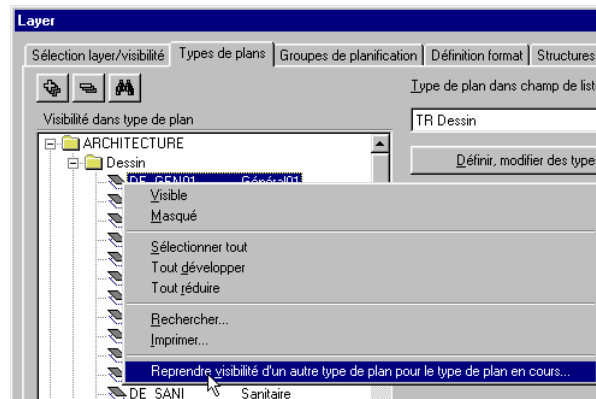 Layer
Sélection layer/visibilité Types de plans Groupes de planification Définition format Structures
Type de plan dans champ de list
Visibilité dans type de plan
TR Dessin
ARCHITECTURE
Définir, modifier des type
Dessin
DE_GEN01 Général01
Visible
Masqué
Sélectionner tout
Tout développer
Tout réduire
Rechercher...
Imprimer...
Reprendre visibilité d'un autre type de plan pour le type de plan en cours...
DE_SANI Sanitaire